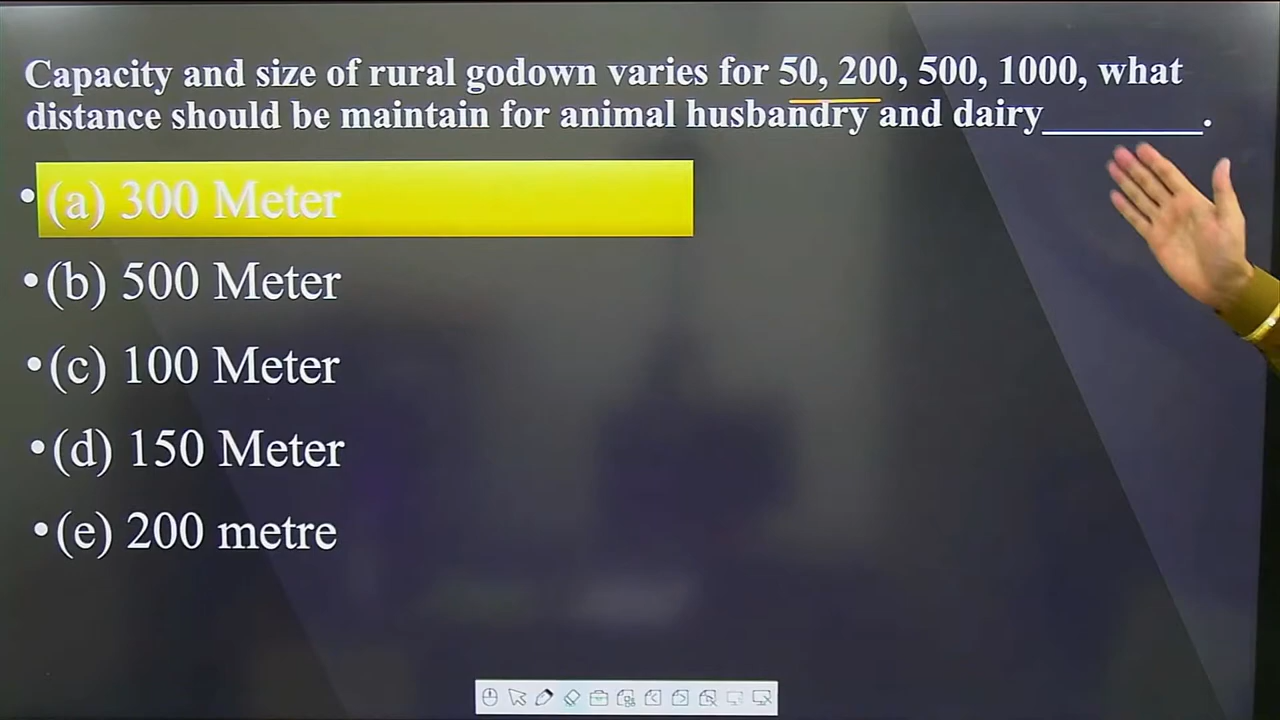 Capacity and size of rural godown varies for 50, 200, 500, 1000, what
distance should be maintain for animal husbandry and dairy________.
•(a) 300 Meter
•(b) 500 Meter
•(c) 100 Meter
•(d) 150 Meter
•(e) 200 metre